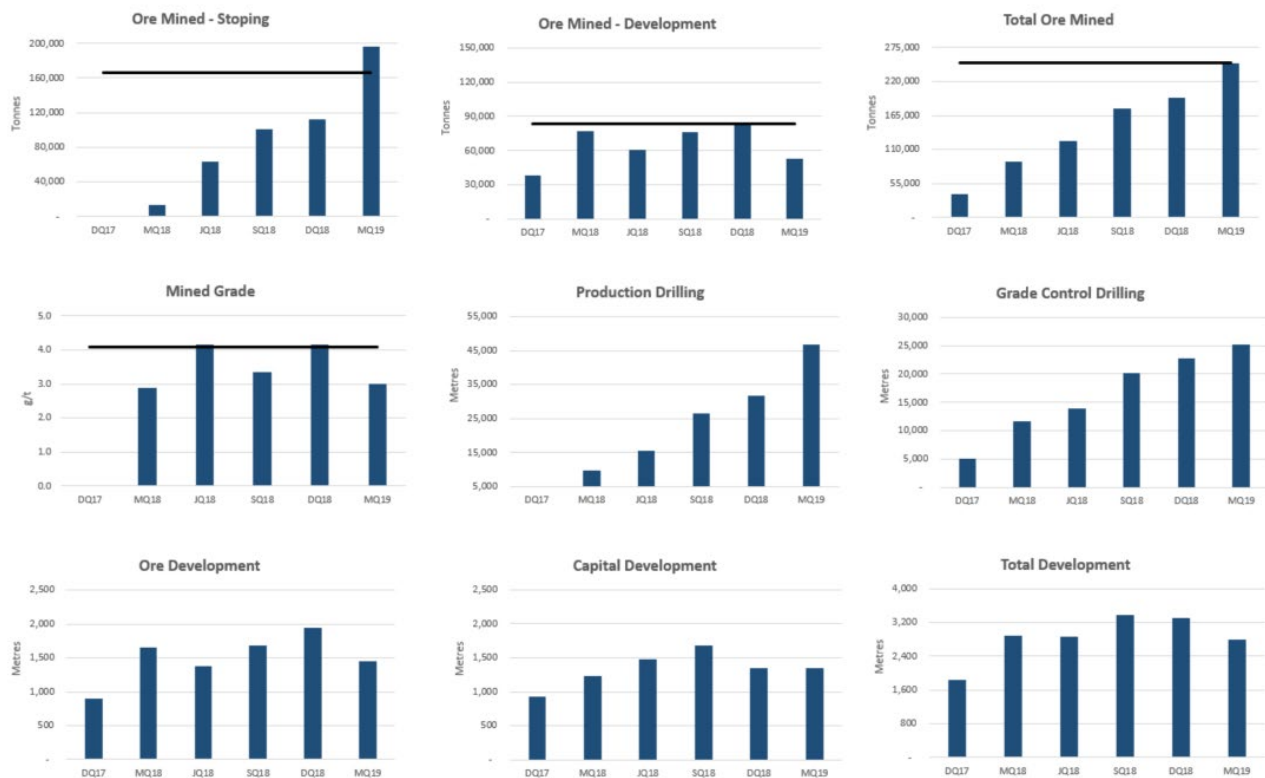 Ore Mined - Stoping
200,000
160,000
120,000
80,000
40,000
-
Tonnes
DQ17 MQ18 JQ18 SQ18 DQ18 MQ19
Ore Mined - Development
150,000
120,000
90,000
60,000
30,000
-
Tonnes
DQ17 MQ18 JQ18 SQ18 DQ18 MQ19
Total Ore Mined
275,000
220,000
165,000
110,000
55,000
-
Tonnes
DQ17 MQ18 JQ18 SQ18 DQ18 MQ19
Mined Grade
5.0
4.0
3.0
2.0
1.0
0.0
g/t
DQ17 MQ18 JQ18 SQ18 DQ18 MQ19
Production Drilling
55,000
45,000
35,000
25,000
15,000
5,000
Metres
DQ17 MQ18 JQ18 SQ18 DQ18 MQ19
Grade Control Drilling
30,000
25,000
20,000
15,000
10,000
5,000
-
Metres
DQ17 MQ18 JQ18 SQ18 DQ18 MQ19
Ore Development
2,500
2,000
1,500
1,000
500
-
Metres
DQ17 MQ18 JQ18 SQ18 DQ18 MQ19
Capital Development
2,500
2,000
1,500
1,000
500
-
Metres
DQ17 MQ18 JQ18 SQ18 DQ18 MQ19
Total Development
4,000
3,200
2,400
1,600
800
-
Metres
DQ17 MQ18 JQ18 SQ18 DQ18 MQ19